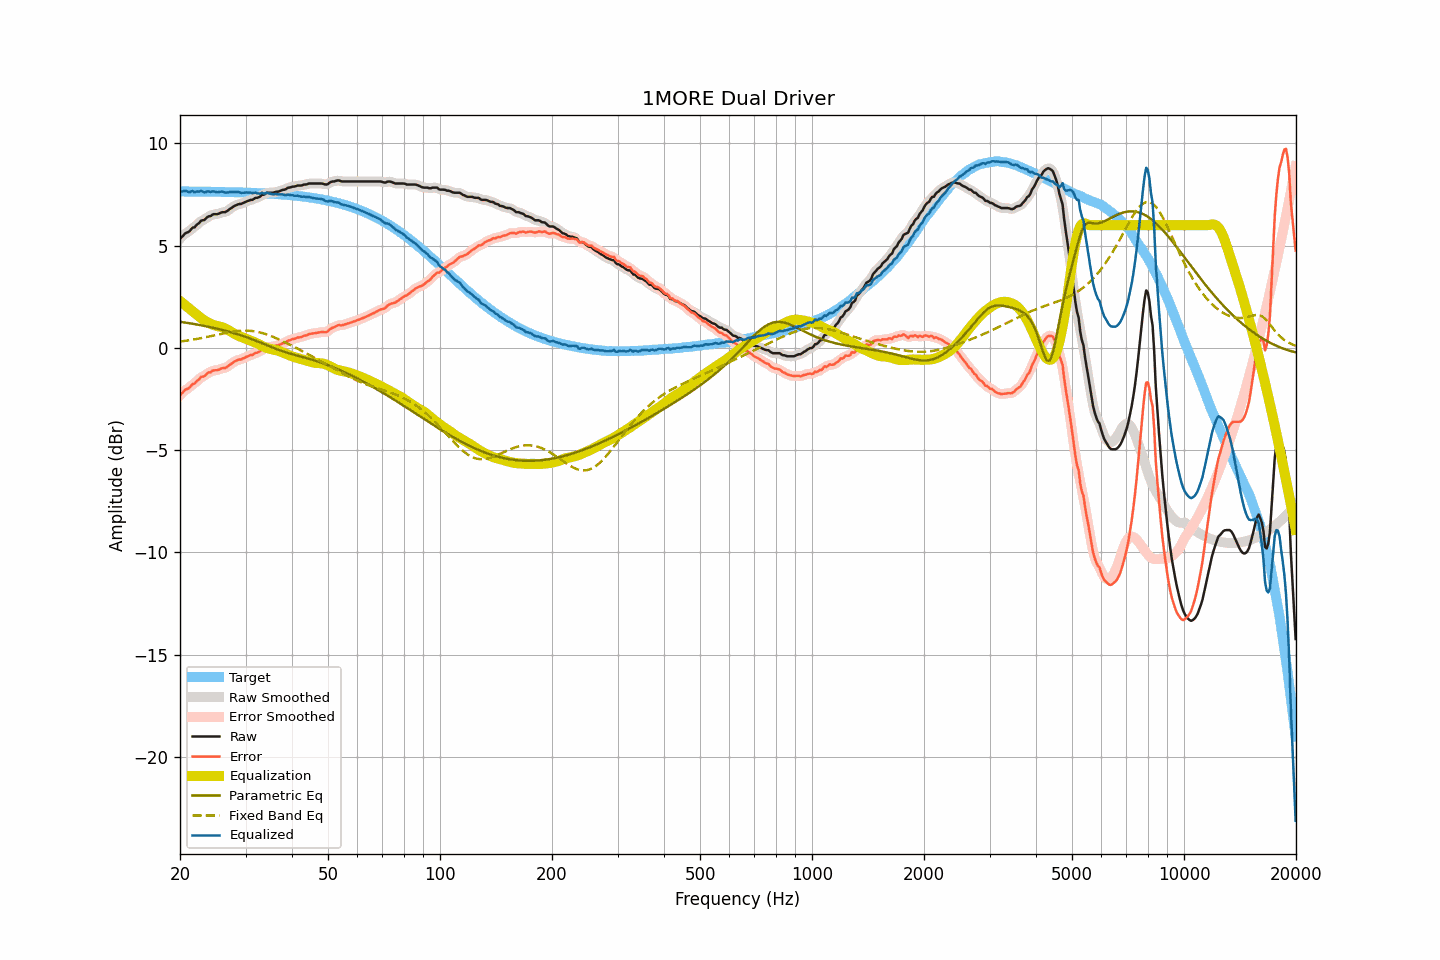 1MORE Dual Driver
10
5
0
−5
−10
−15
−20
Amplitude (dBr)
Target
Raw Smoothed
Error Smoothed
Raw
Error
Equalization
Parametric Eq
Fixed Band Eq
Equalized
20 50 100 200 500 1000 2000 5000 10000 20000
Frequency (Hz)